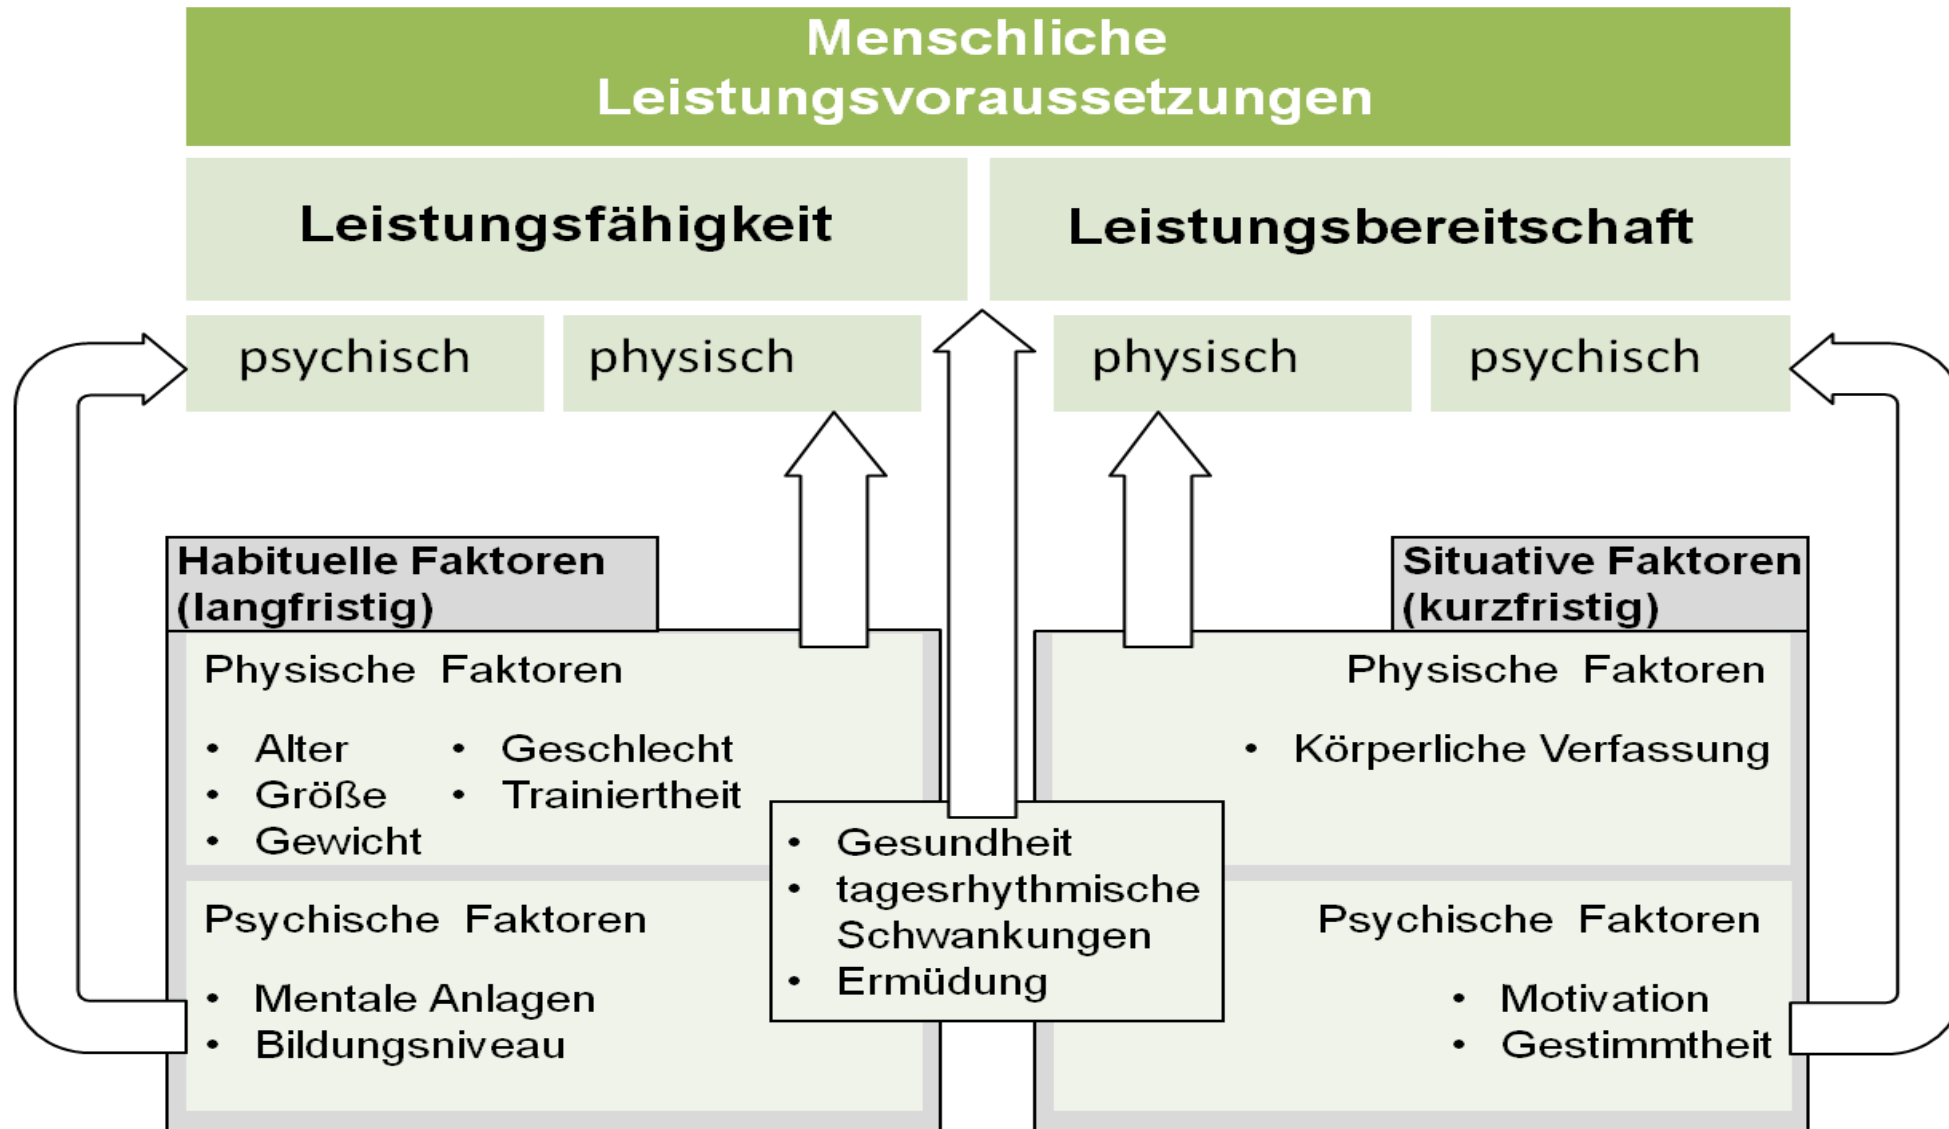 Menschliche
Leistungsvoraussetzungen
Leistungsfähigkeit
Leistungsbereitschaft
psychisch
physisch
physisch
psychisch
Habituelle Faktoren
(langfristig)
Physische Faktoren
• Alter
• Größe
• Gewicht
• Geschlecht
• Trainiertheit
Psychische Faktoren
• Mentale Anlagen
• Bildungsniveau
• Gesundheit
• tagesrhythmische
Schwankungen
• Ermüdung
Situative Faktoren
(kurzfristig)
Physische Faktoren
• Körperliche Verfassung
Psychische Faktoren
• Motivation
• Gestimmtheit